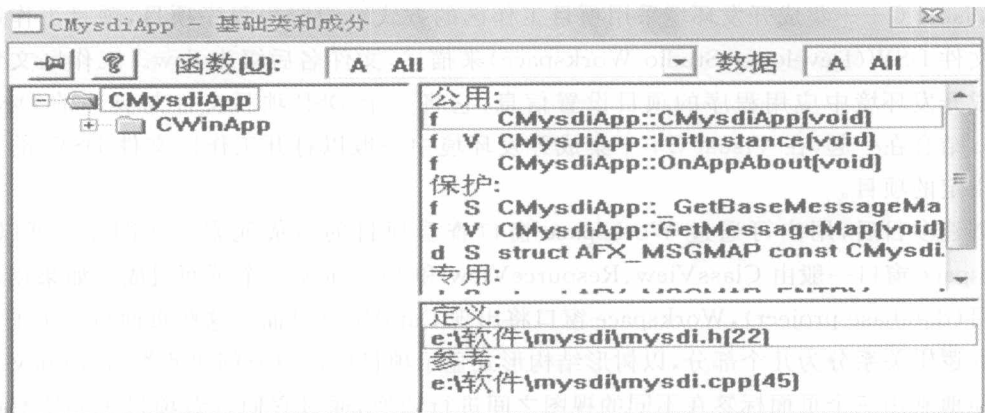 CMysdiApp - 基础类和成分
函数[U]: A All 数据 A All
CMysdiApp
CWinApp
公用:
f CMysdiApp::CMysdiApp(void)
f V CMysdiApp::InitInstance(void)
f CMysdiApp::OnAppAbout(void)
保护:
f S CMysdiApp::_GetBaseMessageMa
f V CMysdiApp::GetMessageMap(void)
d S struct AFX_MSGMAP const CMysdi.
专用:
定义:
e:\软件\mysdi\mysdi.h(22)
参考:
e:\软件\mysdi\mysdi.cpp(45)